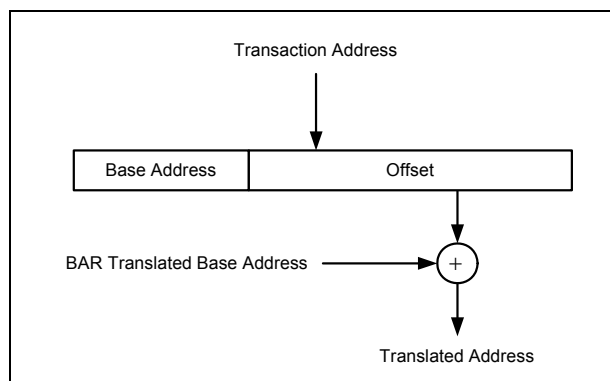 Transaction Address
Base Address
Offset
BAR Translated Base Address
+
Translated Address